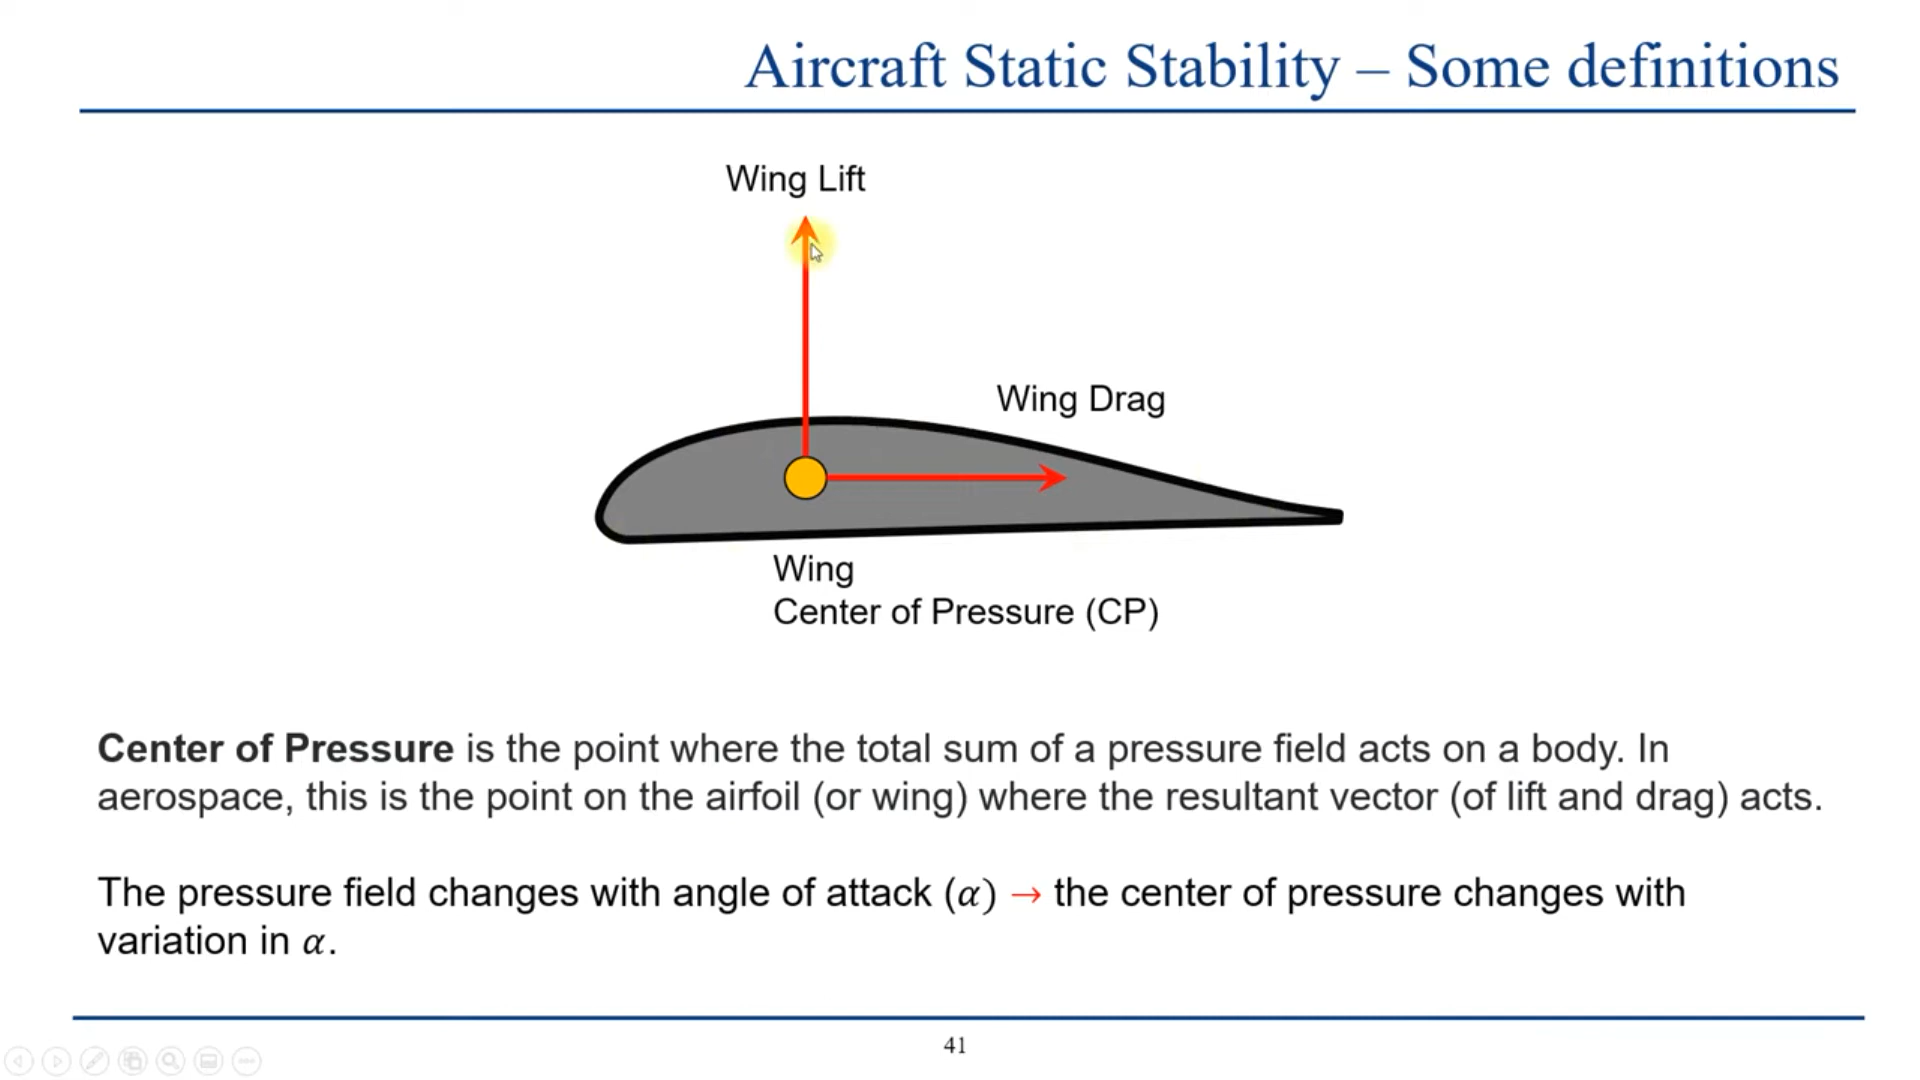 Aircraft Static Stability – Some definitions
Wing Lift
Wing Drag
Wing
Center of Pressure (CP)
Center of Pressure is the point where the total sum of a pressure field acts on a body. In
aerospace, this is the point on the airfoil (or wing) where the resultant vector (of lift and drag) acts.
The pressure field changes with angle of attack (𝛼) → the center of pressure changes with
variation in 𝛼.
41